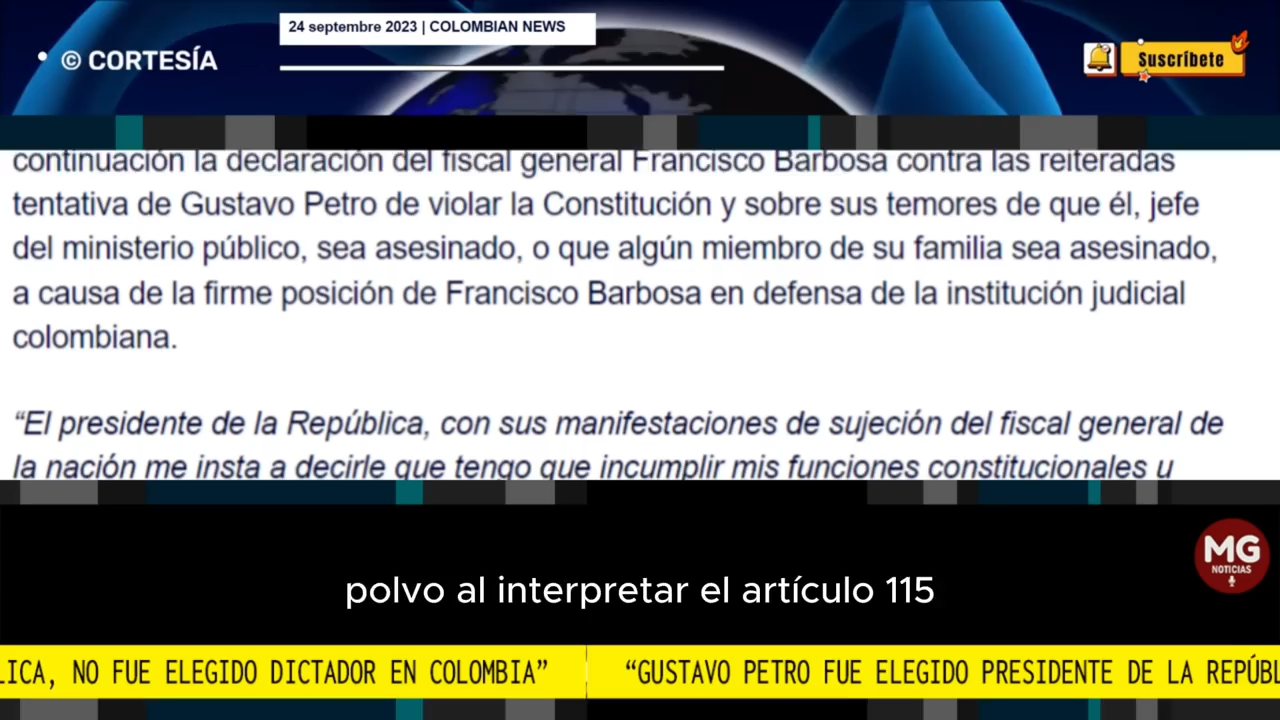 24 septembre 2023 | COLOMBIAN NEWS
© CORTESÍA
Suscríbete
continuación la declaración del fiscal general Francisco Barbosa contra las reiteradas
tentativa de Gustavo Petro de violar la Constitución y sobre sus temores de que él, jefe
del ministerio público, sea asesinado, o que algún miembro de su familia sea asesinado,
a causa de la firme posición de Francisco Barbosa en defensa de la institución judicial
colombiana.
“El presidente de la República, con sus manifestaciones de sujeción del fiscal general de
la nación me insta a decirle que tengo que incumplir mis funciones constitucionales y
MG
NOTICIAS
polvo al interpretar el artículo 115
LICA, NO FUE ELEGIDO DICTADOR EN COLOMBIA” “GUSTAVO PETRO FUE ELEGIDO PRESIDENTE DE LA REPÚBL